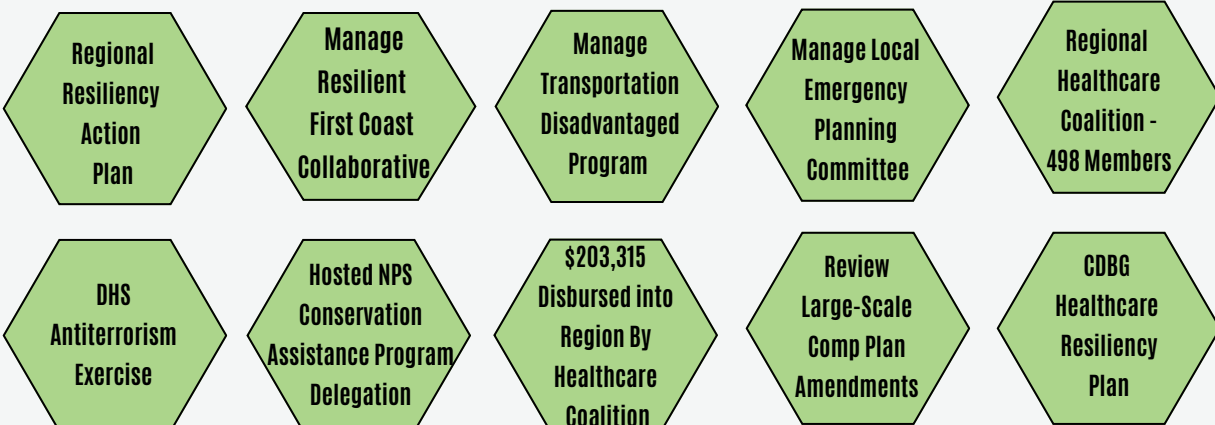 Regional
Resiliency
Action
Plan
Manage
Resilient
First Coast
Collaborative
Manage
Transportation
Disadvantaged
Program
Manage Local
Emergency
Planning
Committee
Regional
Healthcare
Coalition -
498 Members
DHS
Antiterrorism
Exercise
Hosted NPS
Conservation
Assistance Program
Delegation
$203,315
Disbursed into
Region By
Healthcare
Coalition
Review
Large-Scale
Comp Plan
Amendments
CDBG
Healthcare
Resiliency
Plan